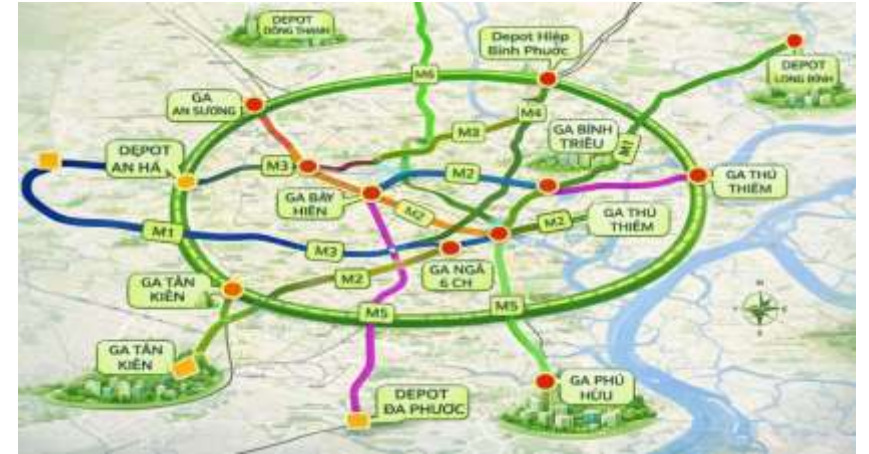 DEPOT
ĐÔNG THẠNH
Depot Hiệp
Bình Phước
DEPOT
LONG BÌNH
M6
GA
AN SƯƠNG
M4
M3
GA BÌNH
TRIỆU
M1
DEPOT
AN HẠ
M3
M2
GA THỦ
THIÊM
GA BẢY
HIỀN
M2
M2
GA THỦ
THIÊM
M1
M3
M2
GA NGÃ
6 CH
GA TÂN
KIÊN
M5
M5
GA TÂN
KIÊN
DEPOT
ĐA PHƯỚC
GA PHÚ
HỮU